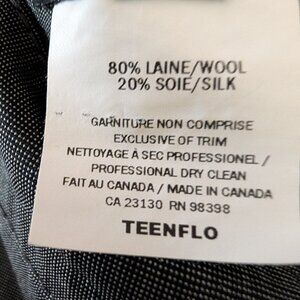 80% LAINE/WOOL
20% SOIE/SILK
GARNITURE NON COMPRISE
EXCLUSIVE OF TRIM
NETTOYAGE À SEC PROFESSIONEL /
PROFESSIONAL DRY CLEAN
FAIT AU CANADA / MADE IN CANADA
CA 23130 RN 98398
TEENFLO